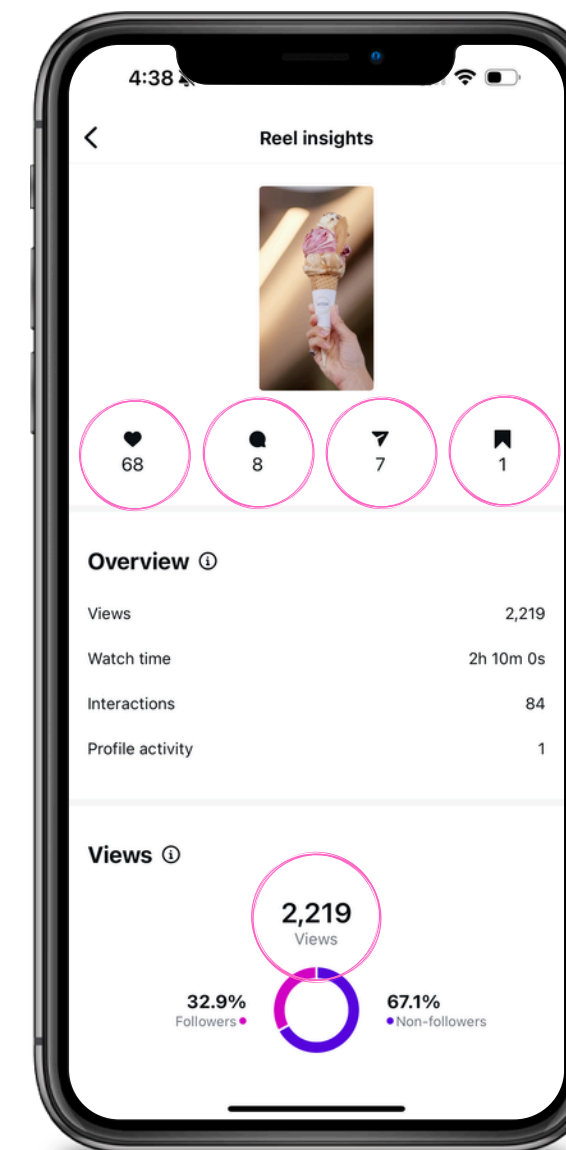 4:38
Reel insights
68 8 7 1
Overview
Views 2,219
Watch time 2h 10m 0s
Interactions 84
Profile activity 1
Views
2,219
Views
32.9% 67.1%
Followers Non-followers